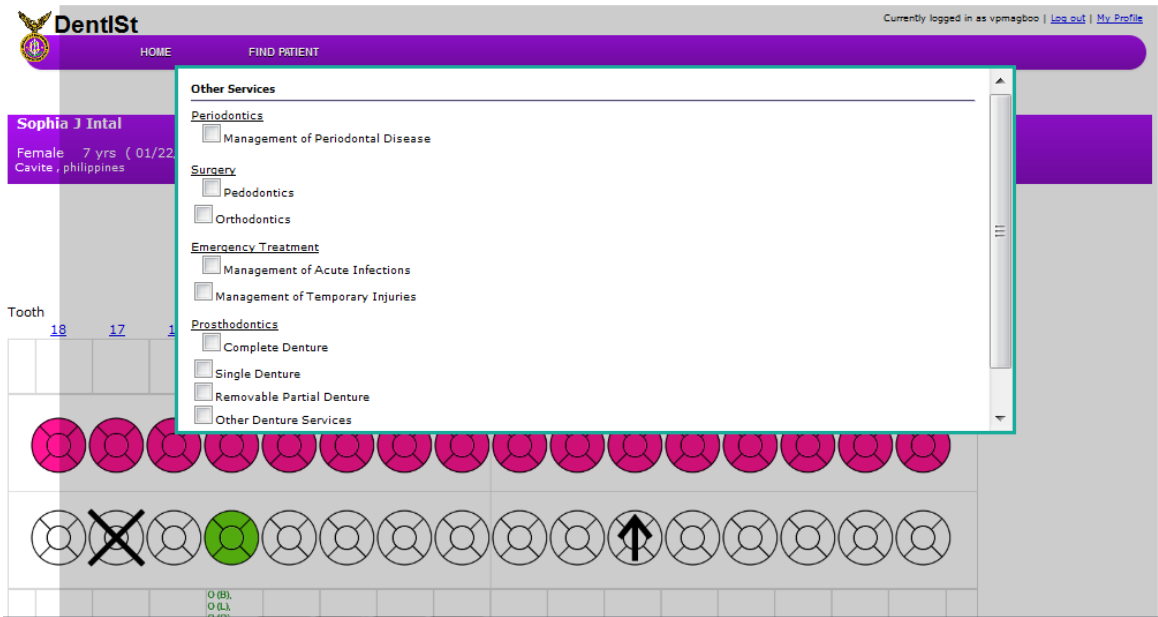 DentISt
Currently logged in as vpmagboo | Log out | My Profile
HOME FIND PATIENT
Other Services
Periodontics
Management of Periodontal Disease
Surgery
Pedodontics
Orthodontics
Emergency Treatment
Management of Acute Infections
Management of Temporary Injuries
Prosthodontics
Complete Denture
Single Denture
Removable Partial Denture
Other Denture Services
Sophia J Intal
Female 7 yrs ( 01/22,
Cavite , philippines
Tooth
18 17 1
O (B),
O (L),